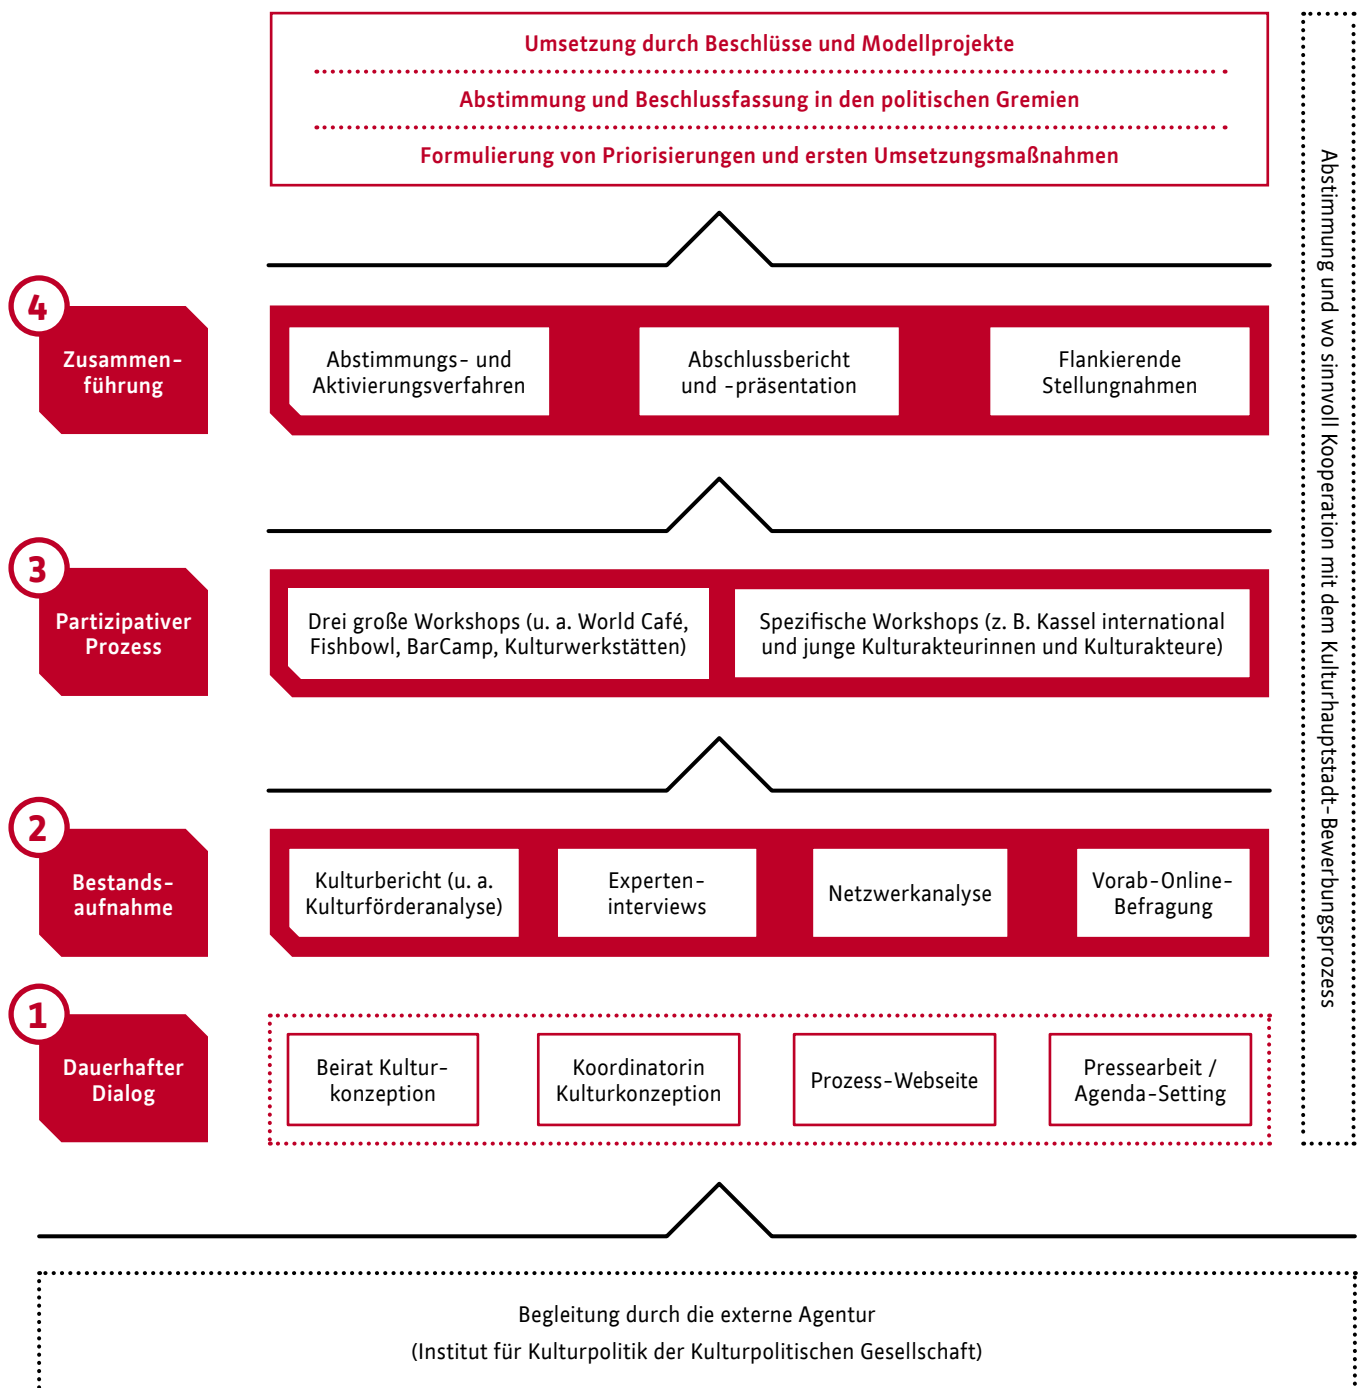 Umsetzung durch Beschlüsse und Modellprojekte
Abstimmung und Beschlussfassung in den politischen Gremien
Formulierung von Priorisierungen und ersten Umsetzungsmaßnahmen
4
Zusammen-
führung
Abstimmungs- und
Aktivierungsverfahren
Abschlussbericht
und -präsentation
Flankierende
Stellungnahmen
3
Partizipativer
Prozess
Drei große Workshops (u. a. World Café,
Fishbowl, BarCamp, Kulturwerkstätten)
Spezifische Workshops (z. B. Kassel international
und junge Kulturakteurinnen und Kulturakteure)
2
Bestands-
aufnahme
Kulturbericht (u. a.
Kulturförderanalyse)
Experten-
interviews
Netzwerkanalyse
Vorab-Online-
Befragung
1
Dauerhafter
Dialog
Beirat Kultur-
konzeption
Koordinatorin
Kulturkonzeption
Prozess-Webseite
Pressearbeit /
Agenda-Setting
Abstimmung und wo sinnvoll Kooperation mit dem Kulturhauptstadt-Bewerbungsprozess
Begleitung durch die externe Agentur
(Institut für Kulturpolitik der Kulturpolitischen Gesellschaft)